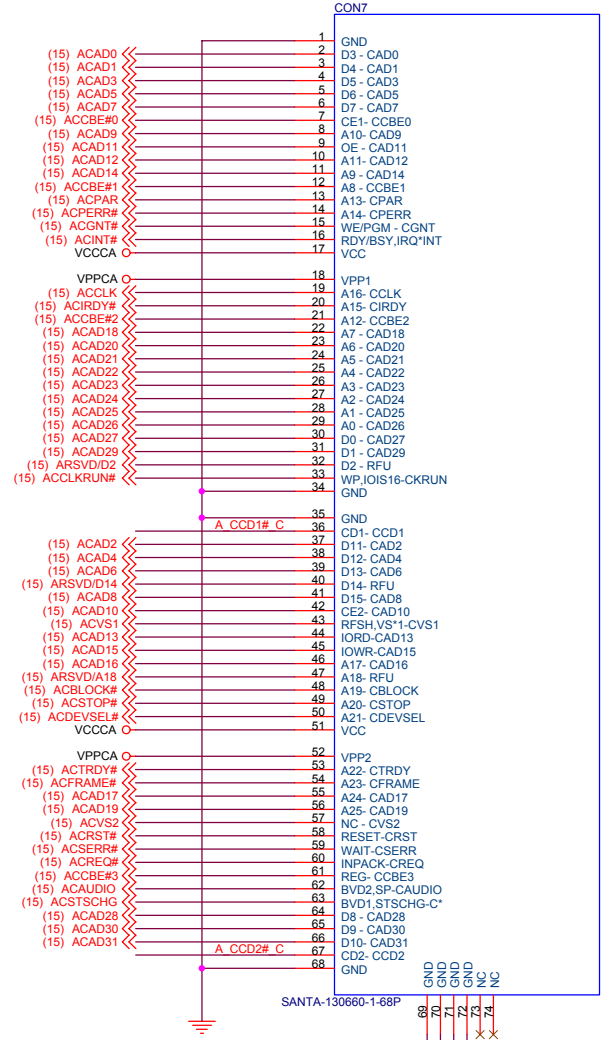 CON7
1 GND
(15) ACAD0 2 D3 - CAD0
(15) ACAD1 3 D4 - CAD1
(15) ACAD3 4 D5 - CAD3
(15) ACAD5 5 D6 - CAD5
(15) ACAD7 6 D7 - CAD7
(15) ACCBE#0 7 CE1- CCBE0
(15) ACAD9 8 A10- CAD9
(15) ACAD11 9 OE - CAD11
(15) ACAD12 10 A11- CAD12
(15) ACAD14 11 A9 - CAD14
(15) ACCBE#1 12 A8 - CCBE1
(15) ACPAR 13 A13- CPAR
(15) ACPERR# 14 A14- CPERR
(15) ACGNT# 15 WE/PGM - CGNT
(15) ACINT# 16 RDY/BSY,IRQ*INT
VCCCA 17 VCC
VPPCA 18 VPP1
(15) ACCLK 19 A16- CCLK
(15) ACIRDY# 20 A15- CIRDY
(15) ACCBE#2 21 A12- CCBE2
(15) ACAD18 22 A7 - CAD18
(15) ACAD20 23 A6 - CAD20
(15) ACAD21 24 A5 - CAD21
(15) ACAD22 25 A4 - CAD22
(15) ACAD23 26 A3 - CAD23
(15) ACAD24 27 A2 - CAD24
(15) ACAD25 28 A1 - CAD25
(15) ACAD26 29 A0 - CAD26
(15) ACAD27 30 D0 - CAD27
(15) ACAD29 31 D1 - CAD29
(15) ARSVD/D2 32 D2 - RFU
(15) ACCLKRUN# 33 WP,IOIS16-CKRUN
34 GND
35 GND
A_CCD1#_C 36 CD1- CCD1
(15) ACAD2 37 D11- CAD2
(15) ACAD4 38 D12- CAD4
(15) ACAD6 39 D13- CAD6
(15) ARSVD/D14 40 D14- RFU
(15) ACAD8 41 D15- CAD8
(15) ACAD10 42 CE2- CAD10
(15) ACVS1 43 RFSH,VS*1-CVS1
(15) ACAD13 44 IORD-CAD13
(15) ACAD15 45 IOWR-CAD15
(15) ACAD16 46 A17- CAD16
(15) ARSVD/A18 47 A18- RFU
(15) ACBLOCK# 48 A19- CBLOCK
(15) ACSTOP# 49 A20- CSTOP
(15) ACDEVSEL# 50 A21- CDEVSEL
VCCCA 51 VCC
VPPCA 52 VPP2
(15) ACTRDY# 53 A22- CTRDY
(15) ACFRAME# 54 A23- CFRAME
(15) ACAD17 55 A24- CAD17
(15) ACAD19 56 A25- CAD19
(15) ACVS2 57 NC - CVS2
(15) ACRST# 58 RESET-CRST
(15) ACSERR# 59 WAIT-CSERR
(15) ACREQ# 60 INPACK-CREQ
(15) ACCBE#3 61 REG- CCBE3
(15) ACAUDIO 62 BVD2,SP-CAUDIO
(15) ACSTSCHG 63 BVD1,STSCHG-C*
(15) ACAD28 64 D8 - CAD28
(15) ACAD30 65 D9 - CAD30
(15) ACAD31 66 D10- CAD31
A_CCD2#_C 67 CD2- CCD2
68 GND
GND GND GND GND NC NC
SANTA-130660-1-68P
69 70 71 72 73 74